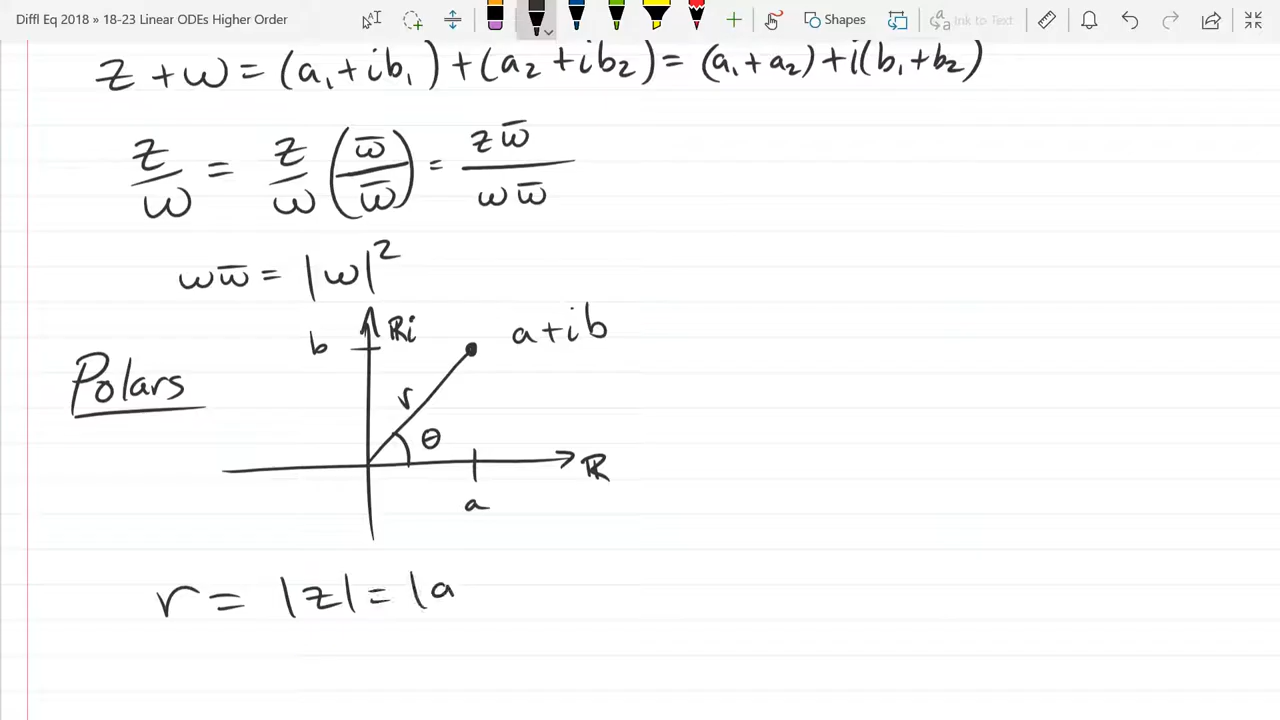 Diffl Eq 2018 » 18-23 Linear ODEs Higher Order
Shapes
Ink to Text
z + w = (a₁+ib₁) + (a₂+ib₂) = (a₁+a₂) + i(b₁+b₂)
z/w = z/w (w̄/w̄) = zw̄/ww̄
ww̄ = |w|²
Polars
b
ℝi
a+ib
r
θ
ℝ
a
r = |z| = |a